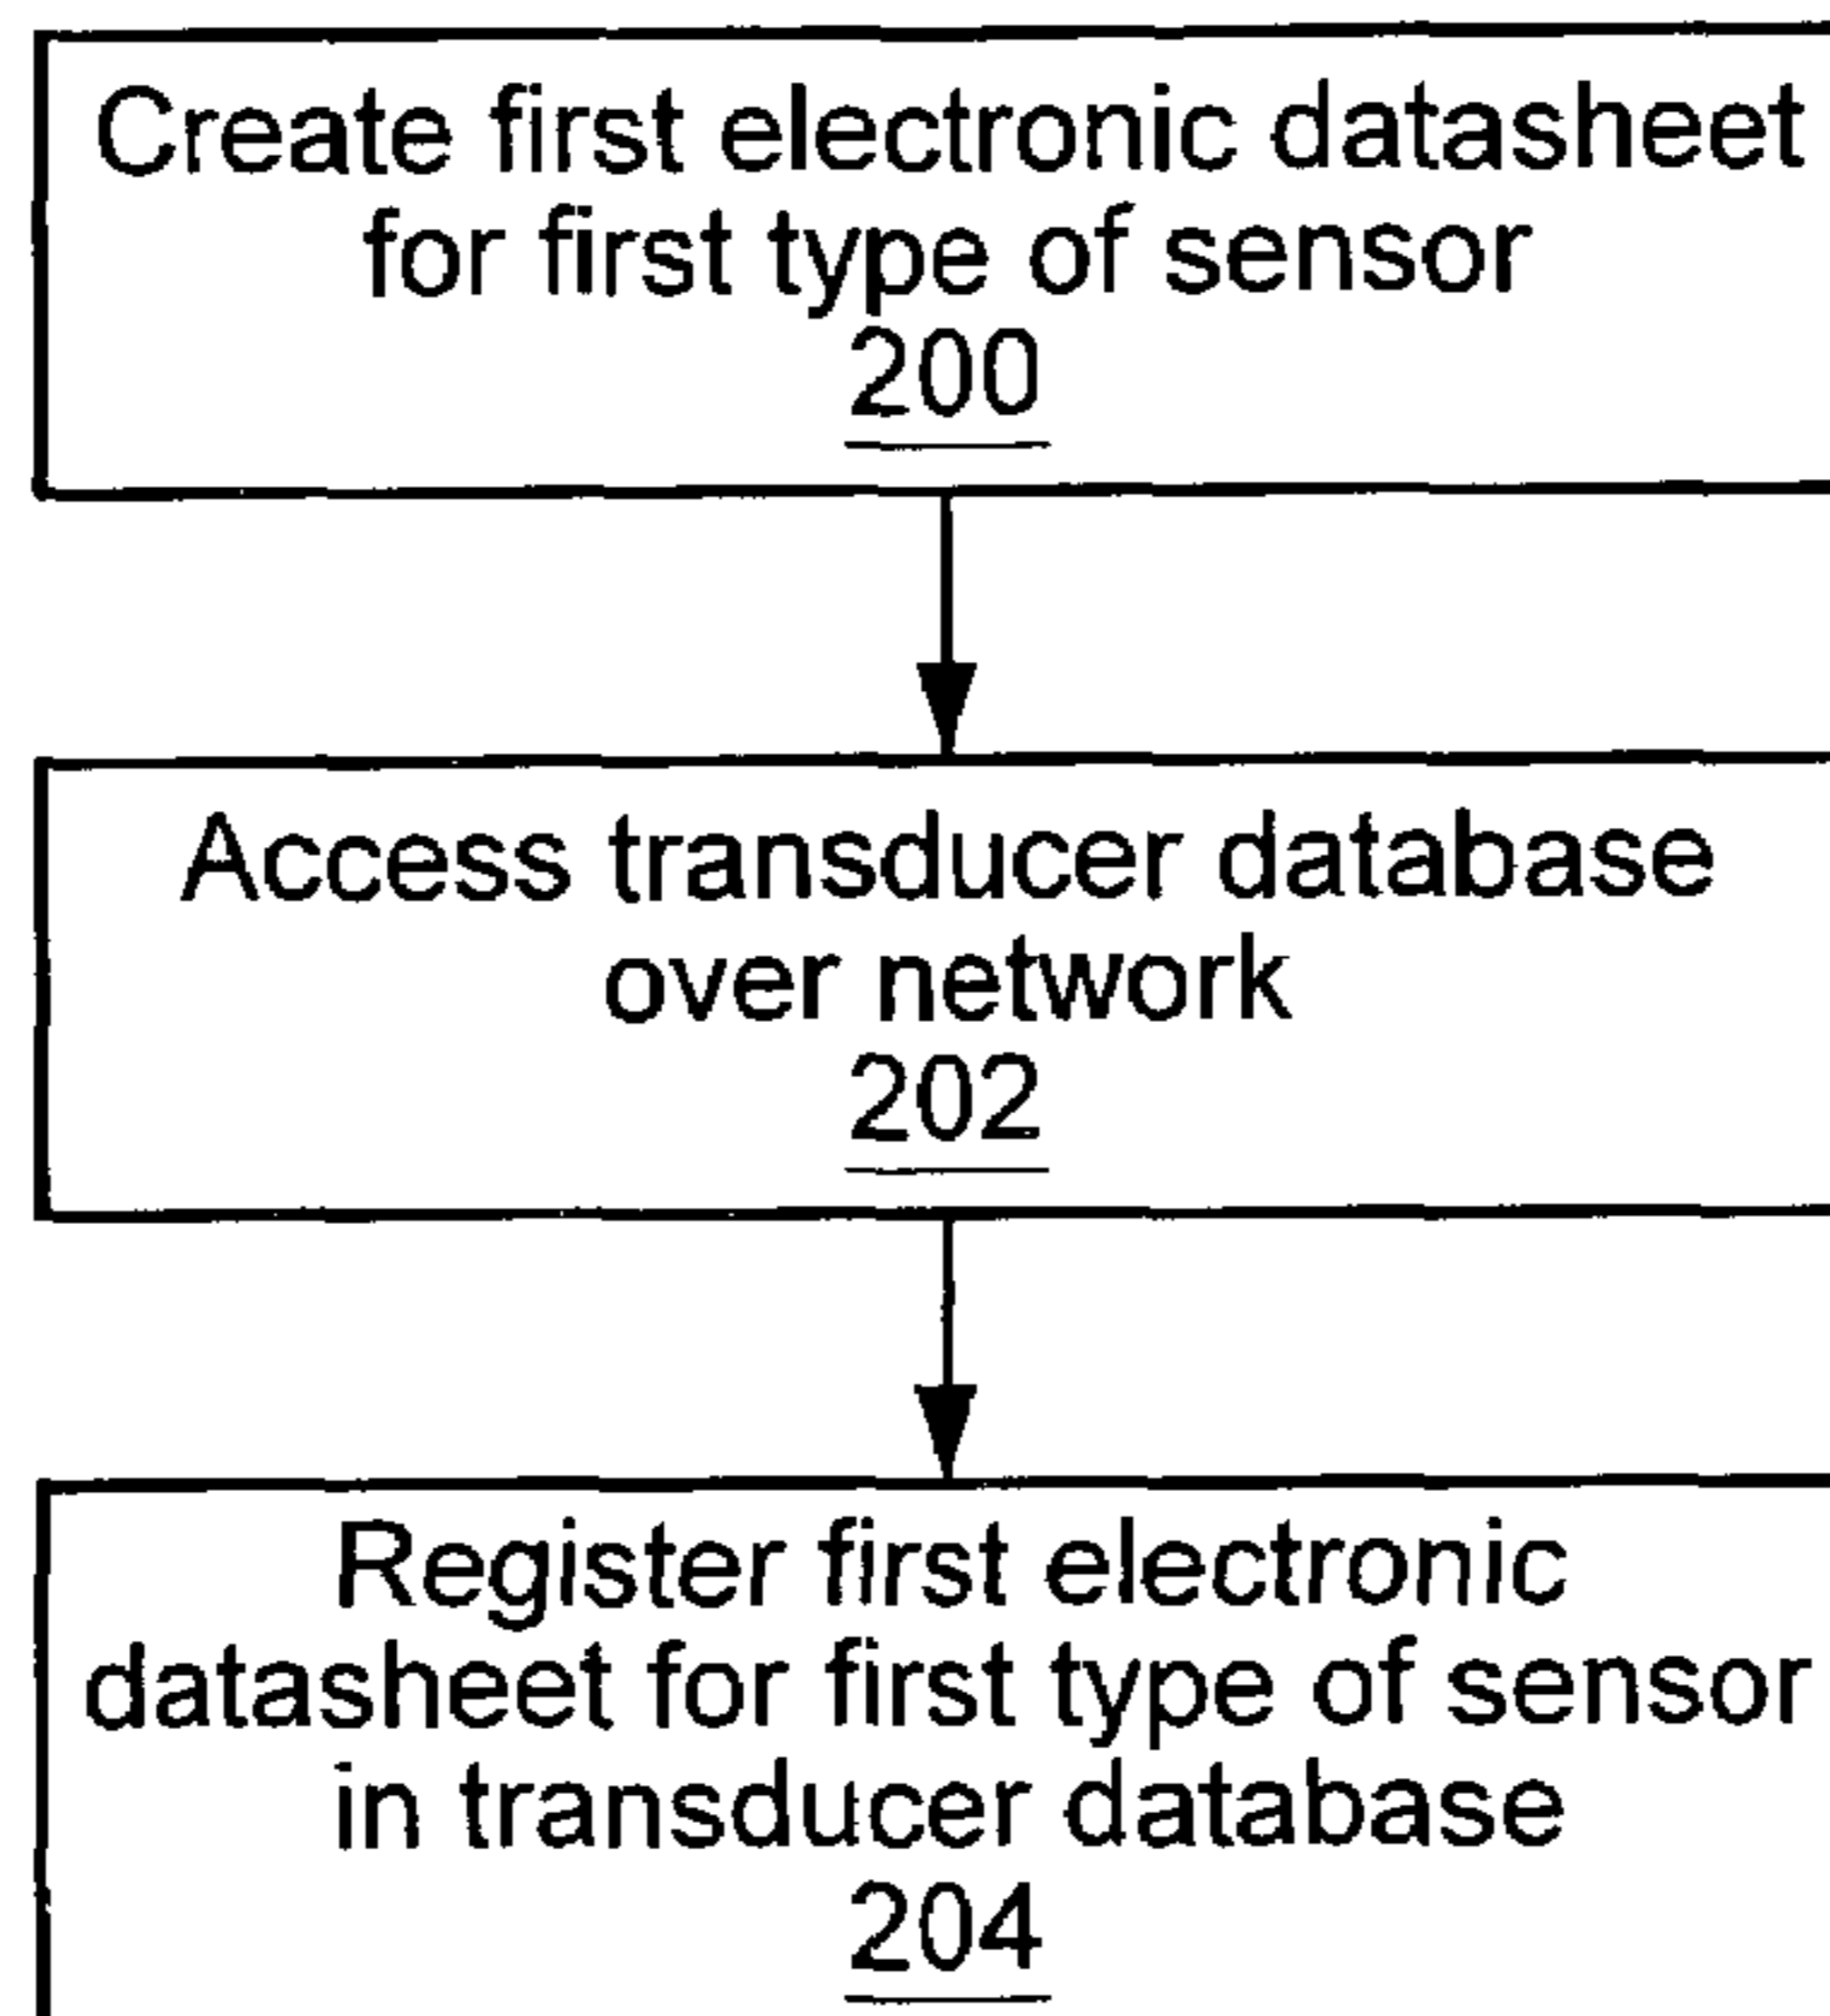 Create first electronic datasheet
for first type of sensor
200
Access transducer database
over network
202
Register first electronic
datasheet for first type of sensor
in transducer database
204